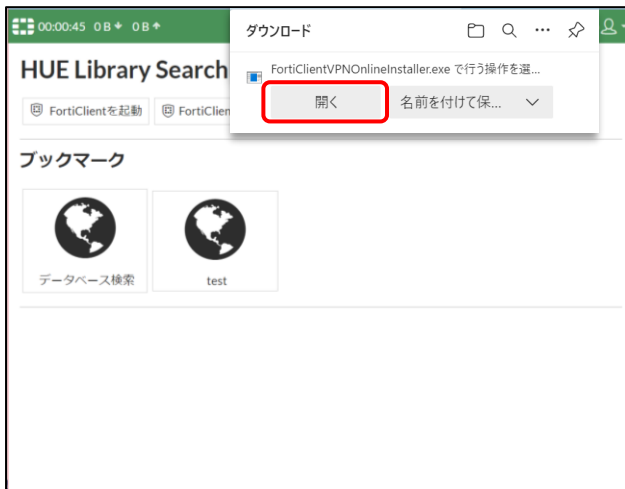 00:00:45 0 B 0 B
ダウンロード
HUE Library Search
FortiClientVPNOnlineInstaller.exe で行う操作を選...
開く
名前を付けて保...
FortiClientを起動
FortiClien
ブックマーク
データベース検索
test